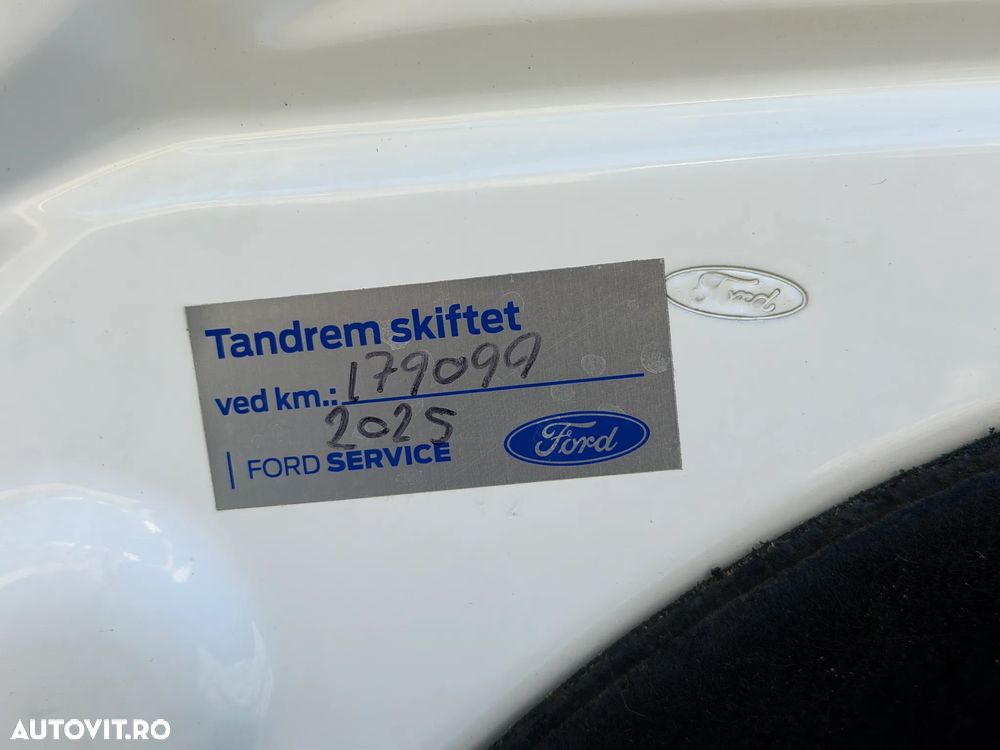 Tandrem skiftet
ved km.: 179099
2025
FORD SERVICE
Ford
Ford
AUTOVIT.RO